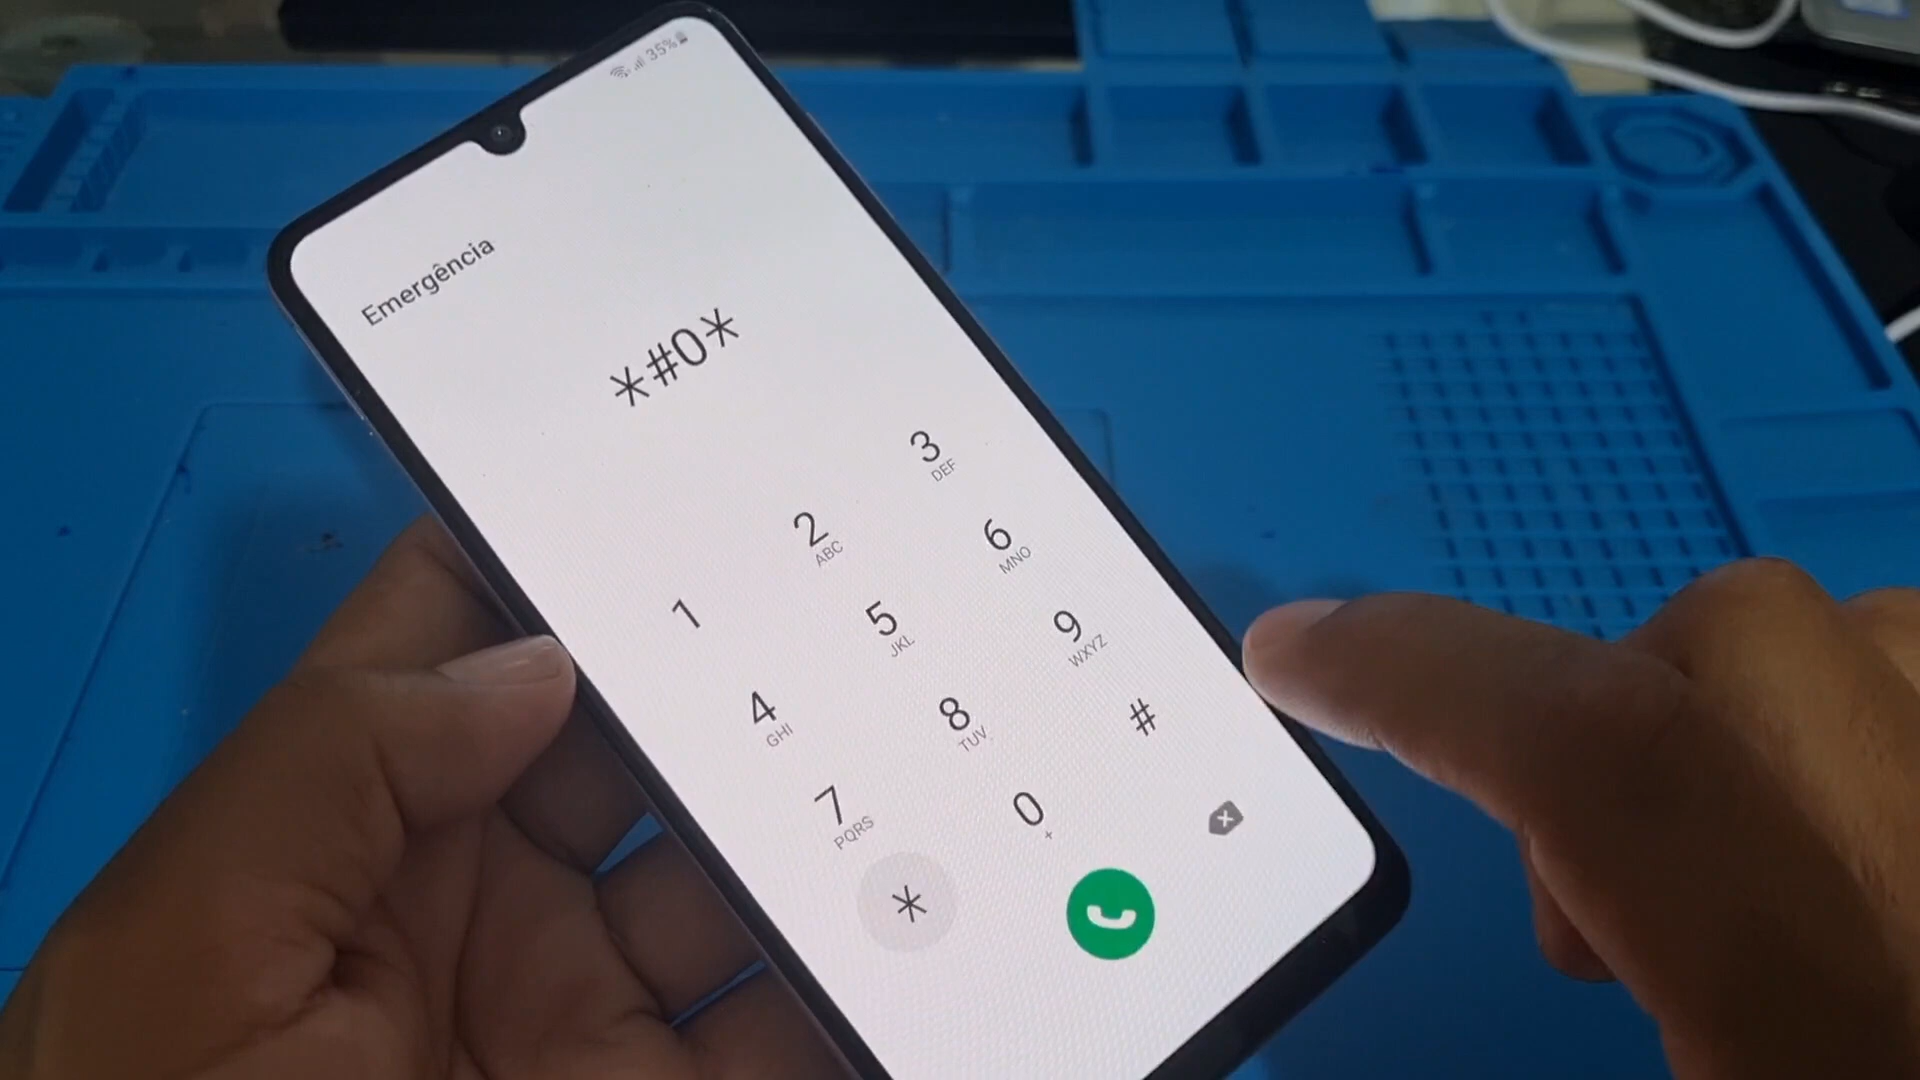 35%
Emergência
*#0*
1
2 ABC
3 DEF
4 GHI
5 JKL
6 MNO
7 PQRS
8 TUV
9 WXYZ
*
0 +
#